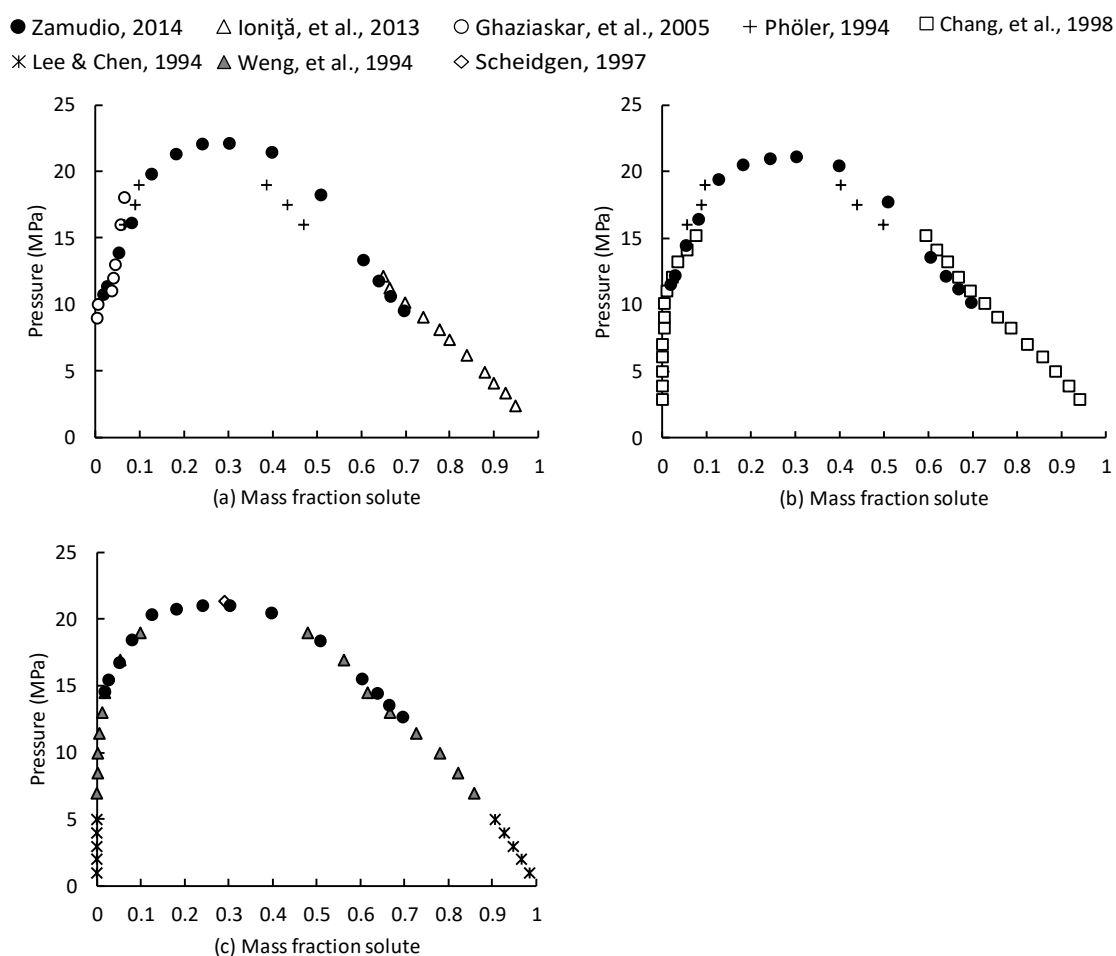 Zamudio, 2014 Ioniţă, et al., 2013 Ghaziaskar, et al., 2005 Phöler, 1994 Chang, et al., 1998
Lee & Chen, 1994 Weng, et al., 1994 Scheidgen, 1997
Pressure (MPa)
25
20
15
10
5
0
0 0.1 0.2 0.3 0.4 0.5 0.6 0.7 0.8 0.9 1
(a) Mass fraction solute
Pressure (MPa)
25
20
15
10
5
0
0 0.1 0.2 0.3 0.4 0.5 0.6 0.7 0.8 0.9 1
(b) Mass fraction solute
Pressure (MPa)
25
20
15
10
5
0
0 0.1 0.2 0.3 0.4 0.5 0.6 0.7 0.8 0.9 1
(c) Mass fraction solute